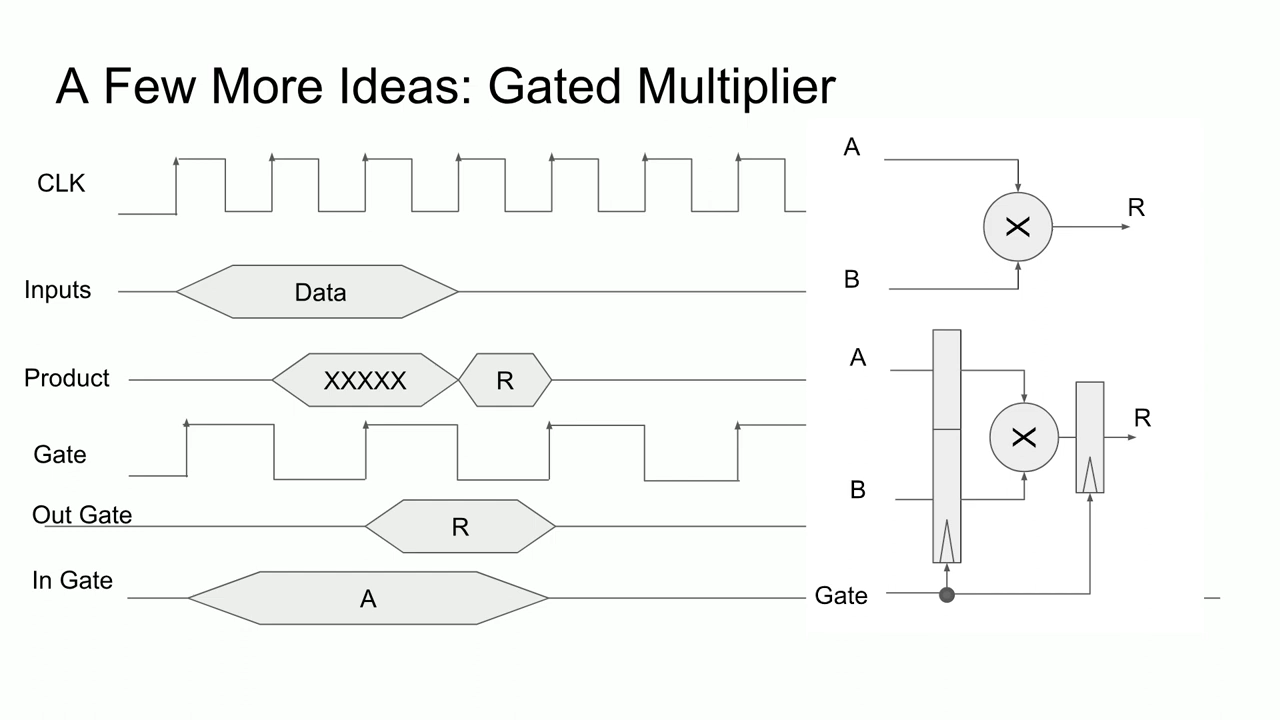 A Few More Ideas: Gated Multiplier
CLK
Inputs
Data
Product
XXXXX
R
Gate
Out Gate
R
In Gate
A
A
B
X
R
A
B
X
R
Gate